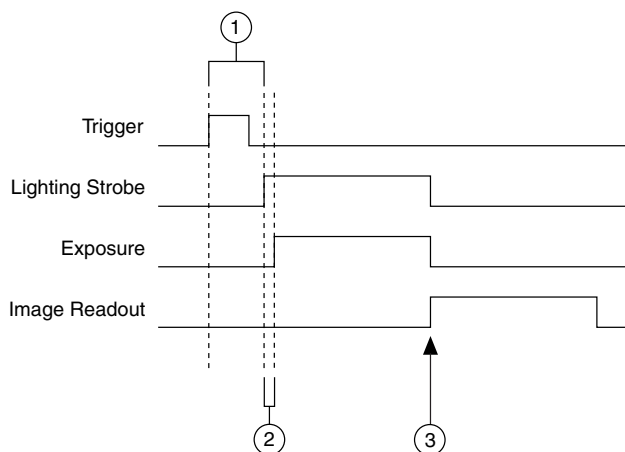 1
Trigger
Lighting Strobe
Exposure
Image Readout
2
3